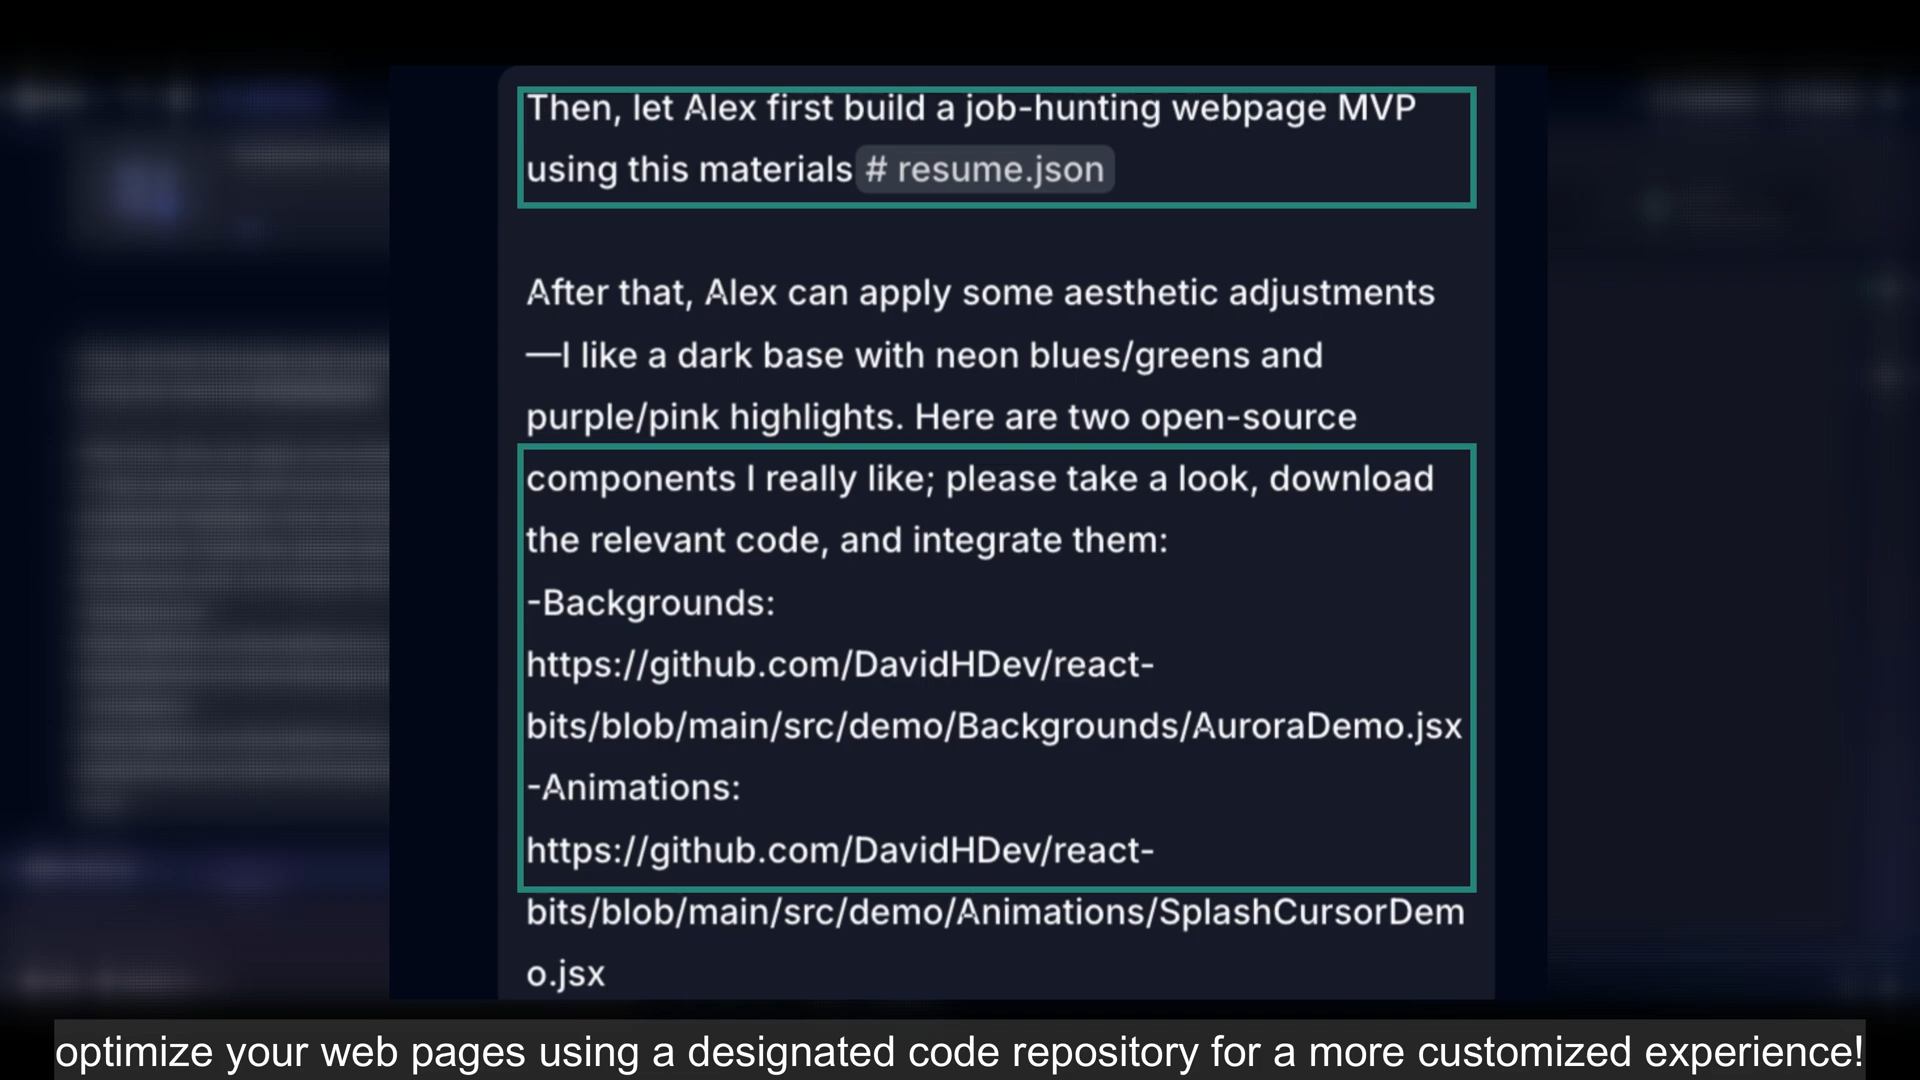 Then, let Alex first build a job-hunting webpage MVP
using this materials # resume.json
After that, Alex can apply some aesthetic adjustments
—I like a dark base with neon blues/greens and
purple/pink highlights. Here are two open-source
components I really like; please take a look, download
the relevant code, and integrate them:
-Backgrounds:
https://github.com/DavidHDev/react-
bits/blob/main/src/demo/Backgrounds/AuroraDemo.jsx
-Animations:
https://github.com/DavidHDev/react-
bits/blob/main/src/demo/Animations/SplashCursorDem
o.jsx
optimize your web pages using a designated code repository for a more customized experience!